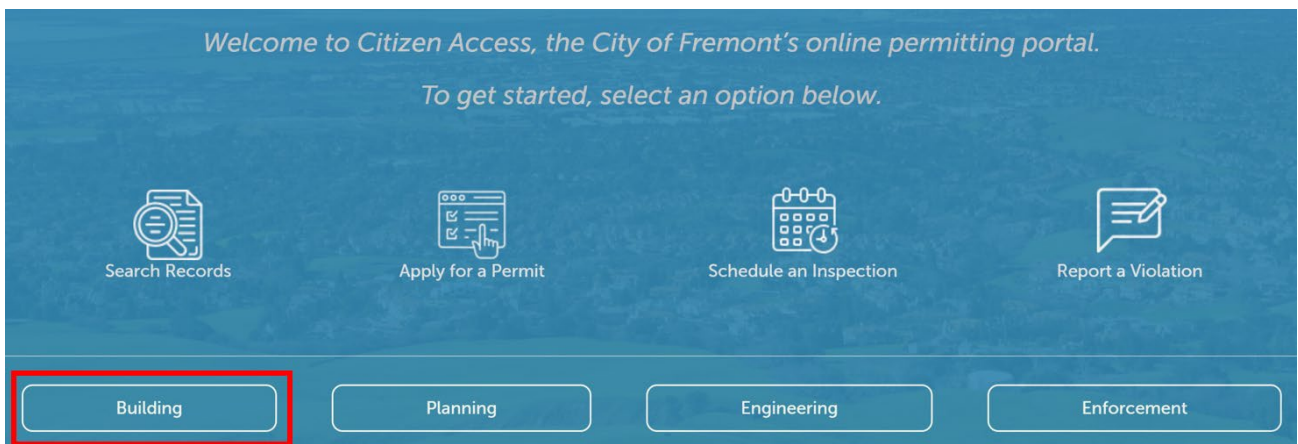 Welcome to Citizen Access, the City of Fremont's online permitting portal.
To get started, select an option below.
Search Records
Apply for a Permit
Schedule an Inspection
Report a Violation
Building
Planning
Engineering
Enforcement